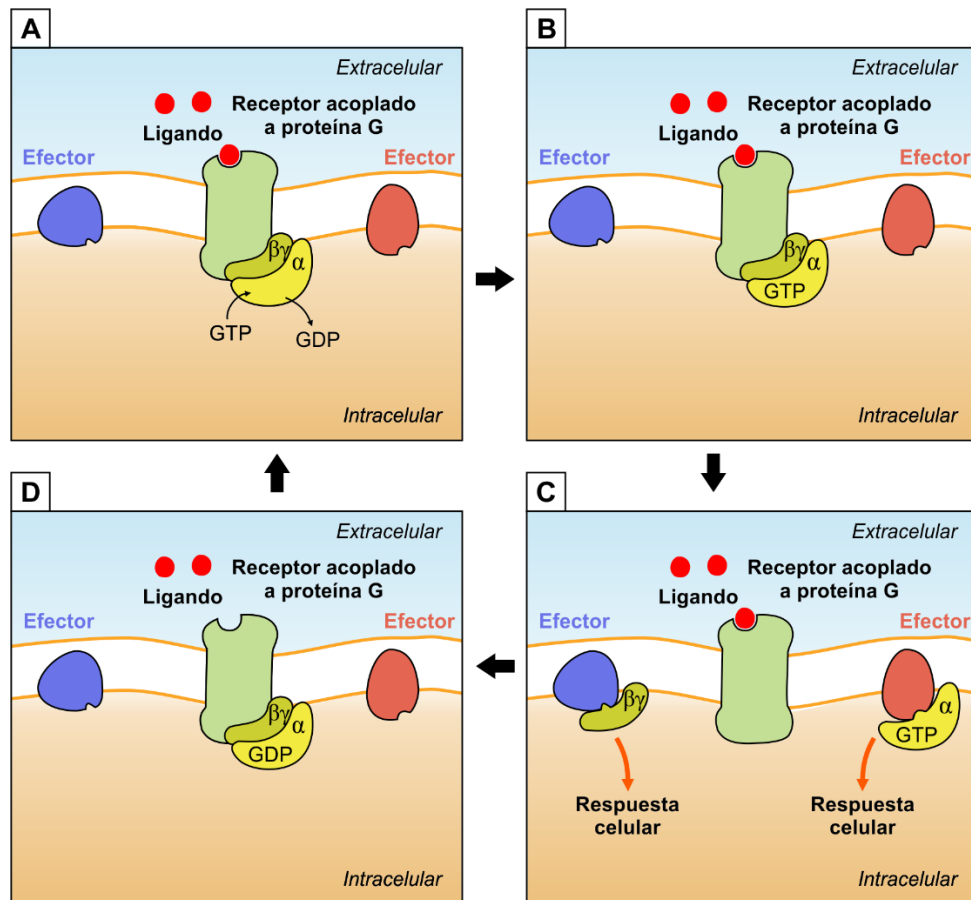 A
Extracelular
Receptor acoplado
a proteína G
Ligando
Efector
Efector
βγ
α
GTP
GDP
Intracelular
B
Extracelular
Receptor acoplado
a proteína G
Ligando
Efector
Efector
βγ
α
GTP
Intracelular
D
Extracelular
Receptor acoplado
a proteína G
Ligando
Efector
Efector
βγ
α
GDP
Intracelular
C
Extracelular
Receptor acoplado
a proteína G
Ligando
Efector
Efector
βγ
α
GTP
Respuesta
celular
Respuesta
celular
Intracelular